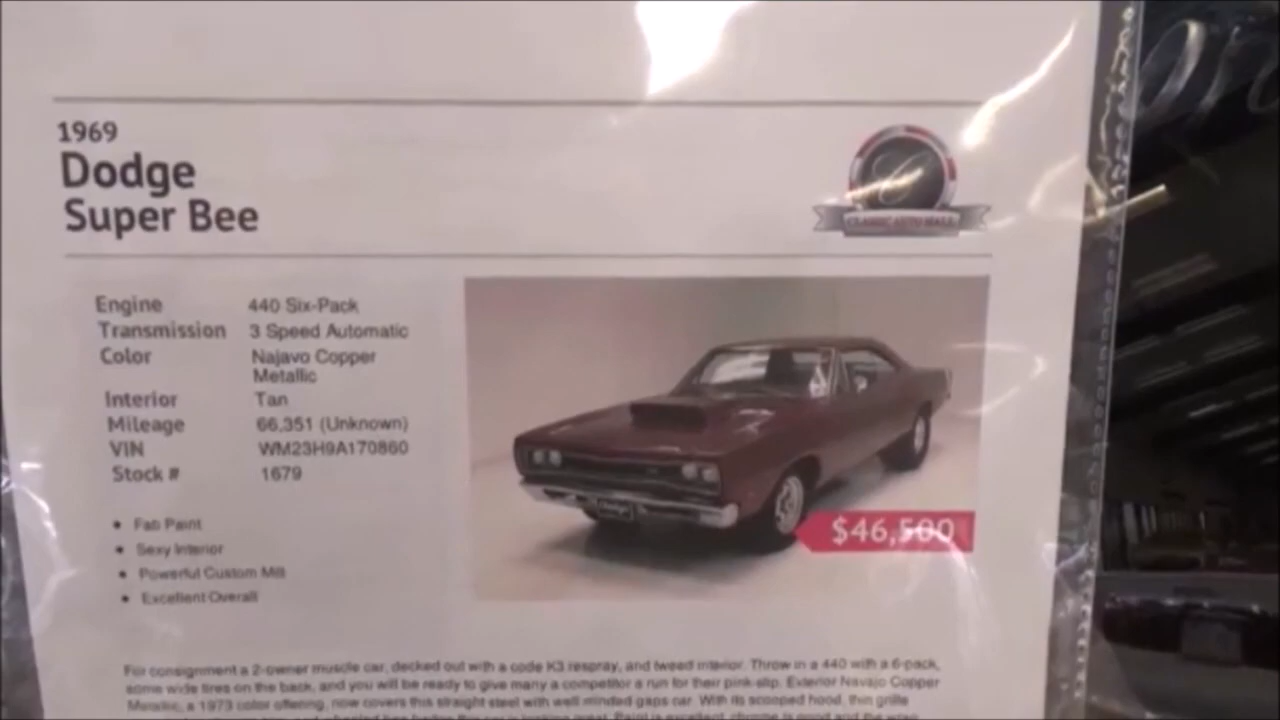 1969
Dodge
Super Bee
CLASSIC AUTO MALL
Engine 440 Six-Pack
Transmission 3 Speed Automatic
Color Najavo Copper
Metallic
Interior Tan
Mileage 66,351 (Unknown)
VIN WM23H9A170860
Stock # 1679
• Fab Paint
• Sexy Interior
• Powerful Custom Mill
• Excellent Overall
$46,500
For consignment a 2-owner muscle car, decked out with a code K3 respray, and tweed interior. Throw in a 440 with a 6-pack,
some wide tires on the back, and you will be ready to give many a competitor a run for their pink slip. Exterior Navajo Copper
Metallic, a 1973 color offering, now covers this straight steel with well minded gaps car. With its scooped hood, thin grille